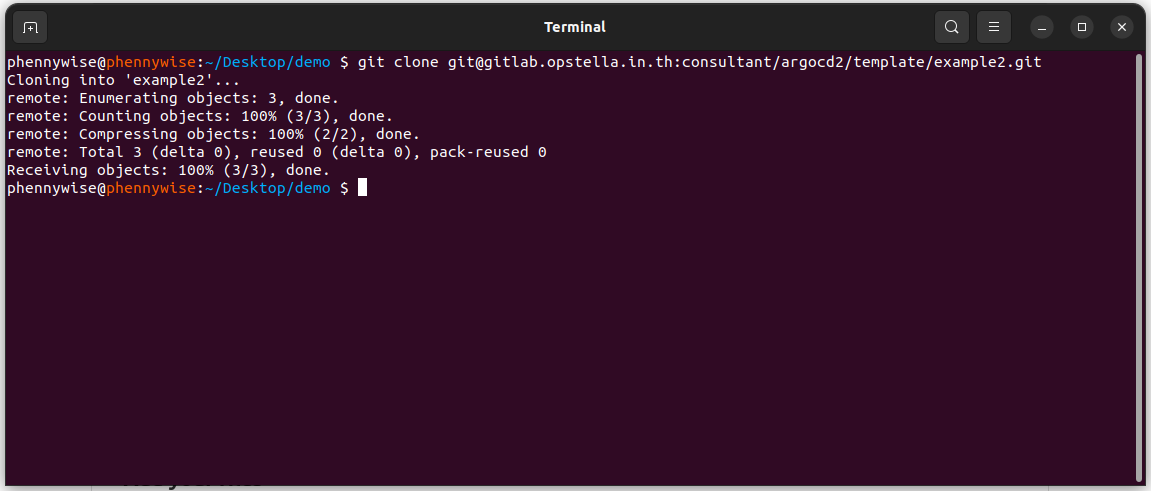 Terminal
phennywise@phennywise:~/Desktop/demo $ git clone git@gitlab.opstella.in.th:consultant/argocd2/template/example2.git
Cloning into 'example2'...
remote: Enumerating objects: 3, done.
remote: Counting objects: 100% (3/3), done.
remote: Compressing objects: 100% (2/2), done.
remote: Total 3 (delta 0), reused 0 (delta 0), pack-reused 0
Receiving objects: 100% (3/3), done.
phennywise@phennywise:~/Desktop/demo $